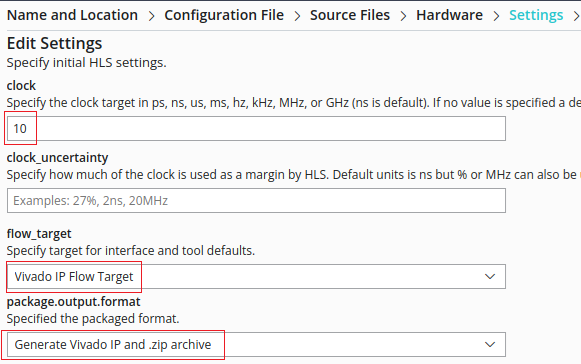 Name and Location > Configuration File > Source Files > Hardware > Settings >
Edit Settings
Specify initial HLS settings.
clock
Specify the clock target in ps, ns, us, ms, hz, kHz, MHz, or GHz (ns is default). If no value is specified a de
10
clock_uncertainty
Specify how much of the clock is used as a margin by HLS. Default units is ns but % or MHz can also be
Examples: 27%, 2ns, 20MHz
flow_target
Specify target for interface and tool defaults.
Vivado IP Flow Target
package.output.format
Specified the packaged format.
Generate Vivado IP and .zip archive